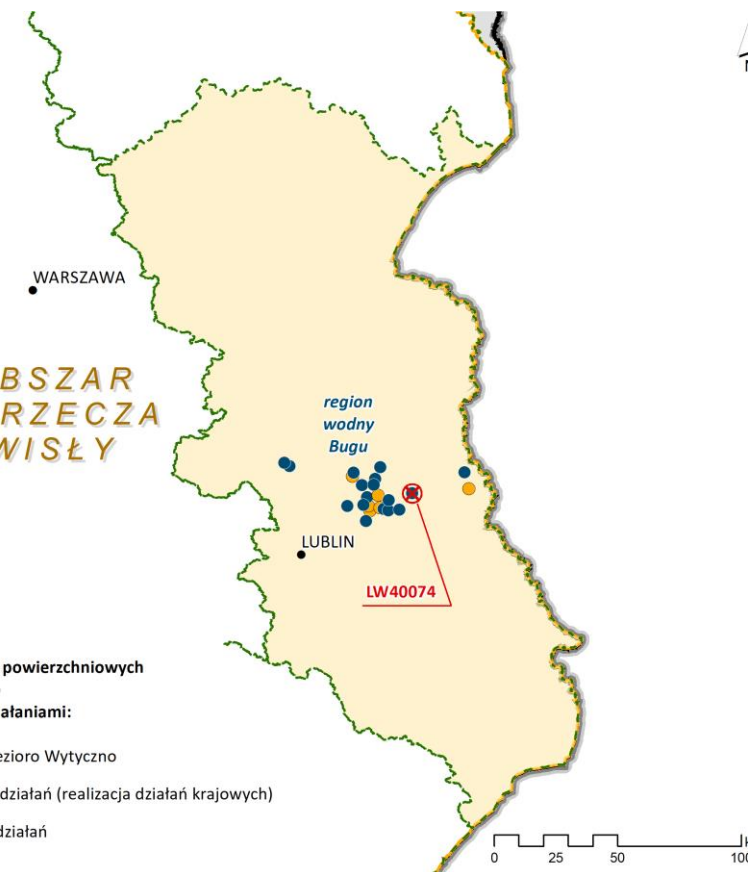 WARSZAWA
BSZAR
RZECZA
WISŁY
region
wodny
Bugu
LUBLIN
LW40074
powierzchniowych
ałaniami:
ezioro Wytyczno
działań (realizacja działań krajowych)
działań
0 25 50 100